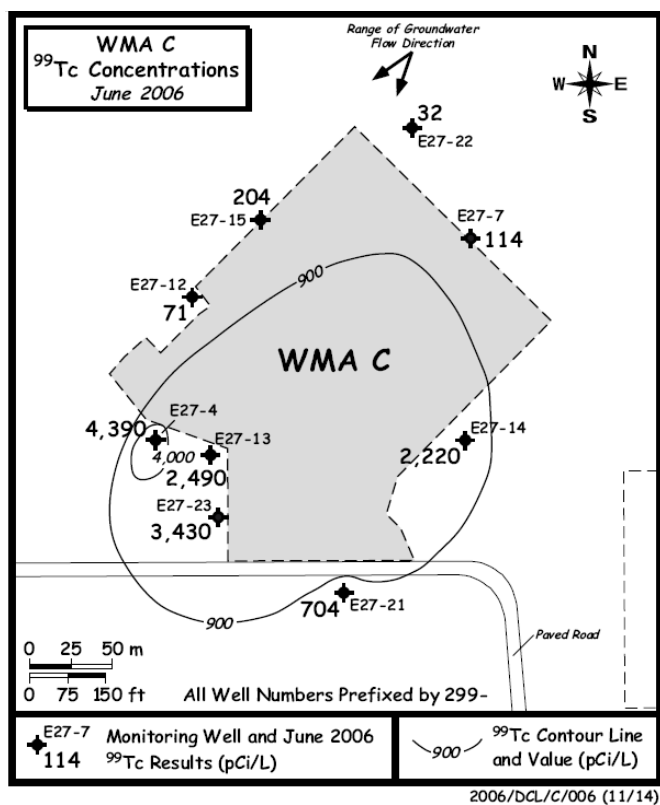 WMA C
⁹⁹Tc Concentrations
June 2006
Range of Groundwater
Flow Direction
N
W E
S
32
E27-22
204
E27-15
E27-7
114
E27-12
71
900
WMA C
E27-4
4,390
4,000
E27-13
2,490
E27-14
2,220
E27-23
3,430
704
E27-21
900
Paved Road
0 25 50 m
0 75 150 ft
All Well Numbers Prefixed by 299-
E27-7
114
Monitoring Well and June 2006
⁹⁹Tc Results (pCi/L)
900
⁹⁹Tc Contour Line
and Value (pCi/L)
2006/DCL/C/006 (11/14)